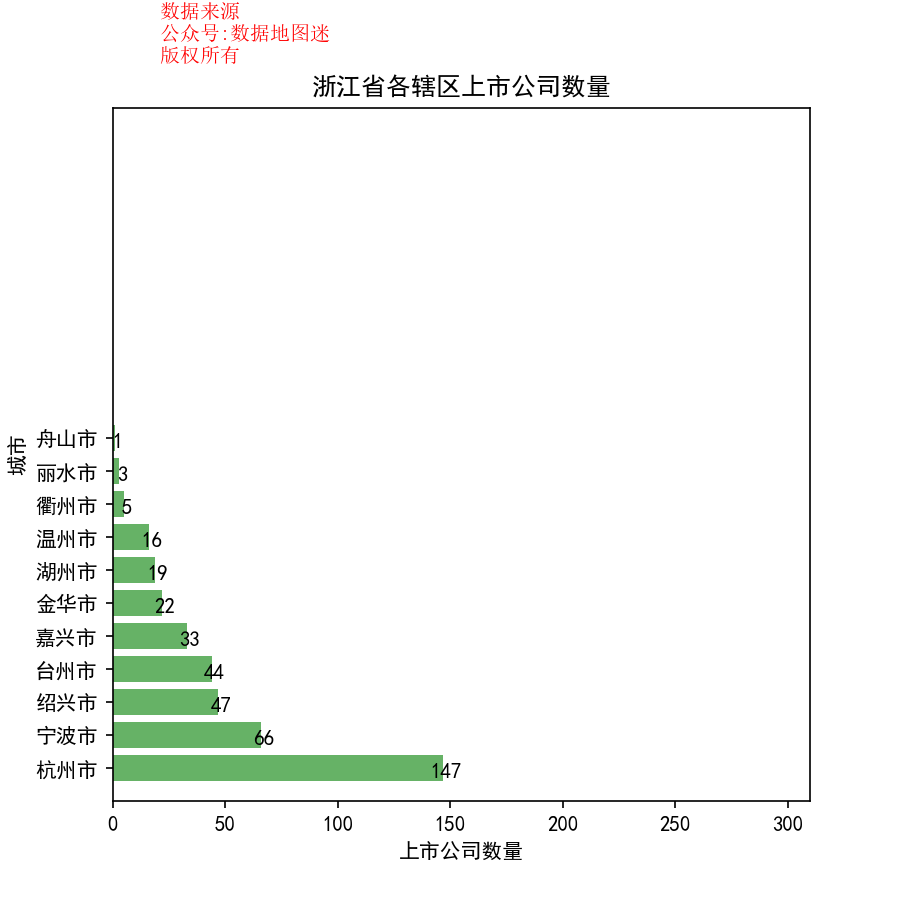 数据来源
公众号:数据地图迷
版权所有
浙江省各辖区上市公司数量
城市
舟山市 1
丽水市 3
衢州市 5
温州市 16
湖州市 19
金华市 22
嘉兴市 33
台州市 44
绍兴市 47
宁波市 66
杭州市 147
0 50 100 150 200 250 300
上市公司数量